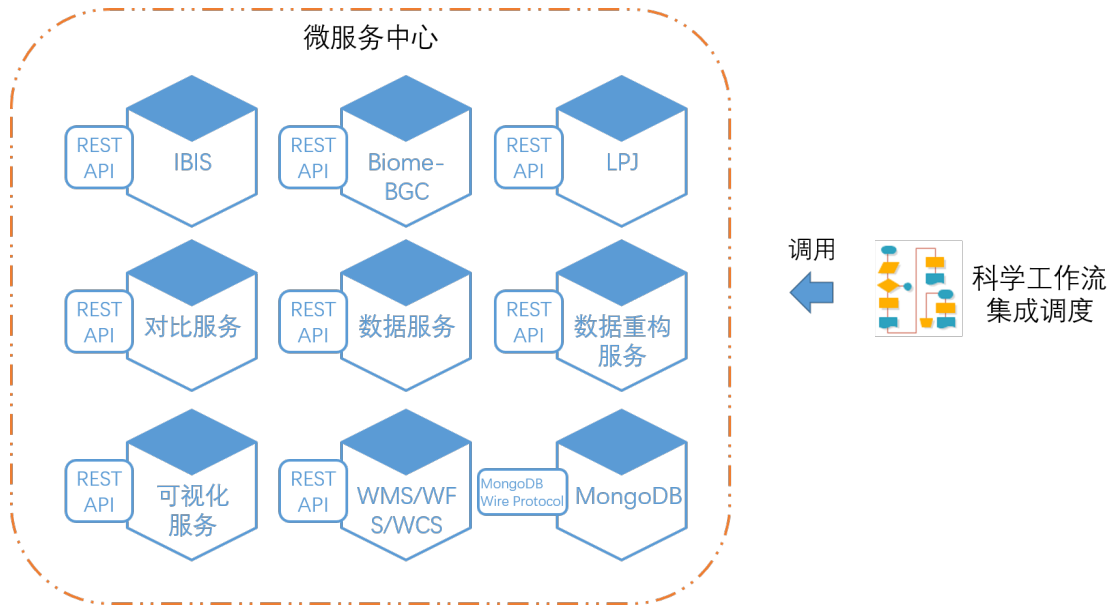 微服务中心
REST
API
IBIS
REST
API
Biome-
BGC
REST
API
LPJ
REST
API
对比服务
REST
API
数据服务
REST
API
数据重构
服务
REST
API
可视化
服务
REST
API
WMS/WF
S/WCS
MongoDB
Wire Protocol
MongoDB
调用
科学工作流
集成调度